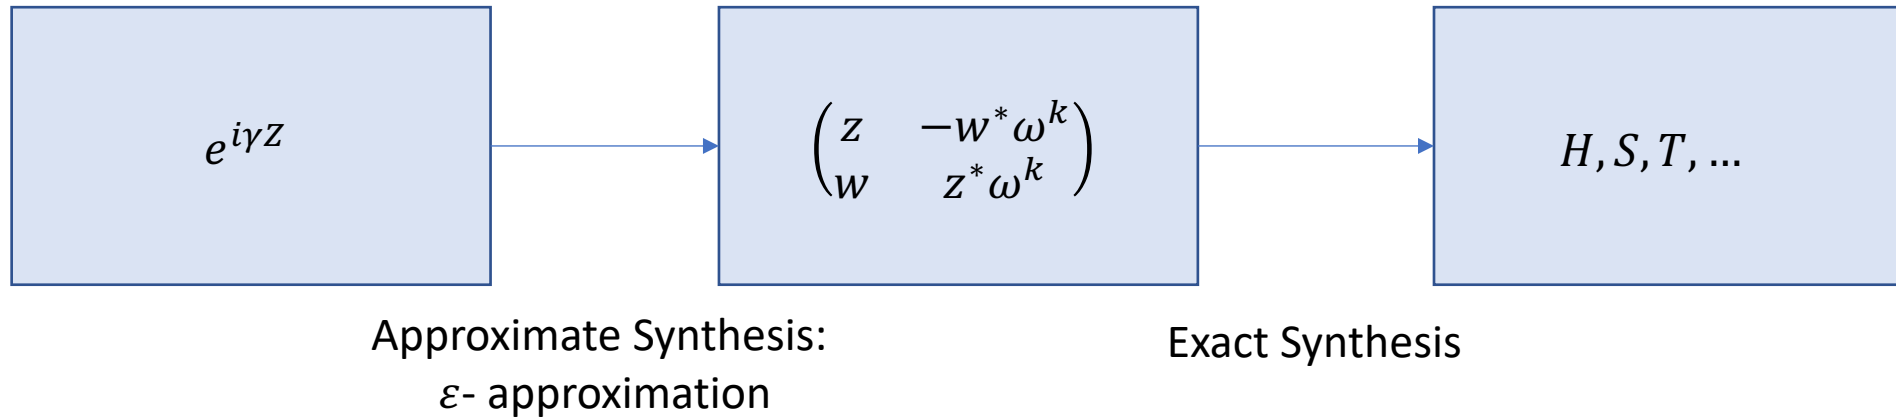 e^{iγZ}
(z −w*ω^k
w z*ω^k)
H, S, T, …
Approximate Synthesis:
ε- approximation
Exact Synthesis